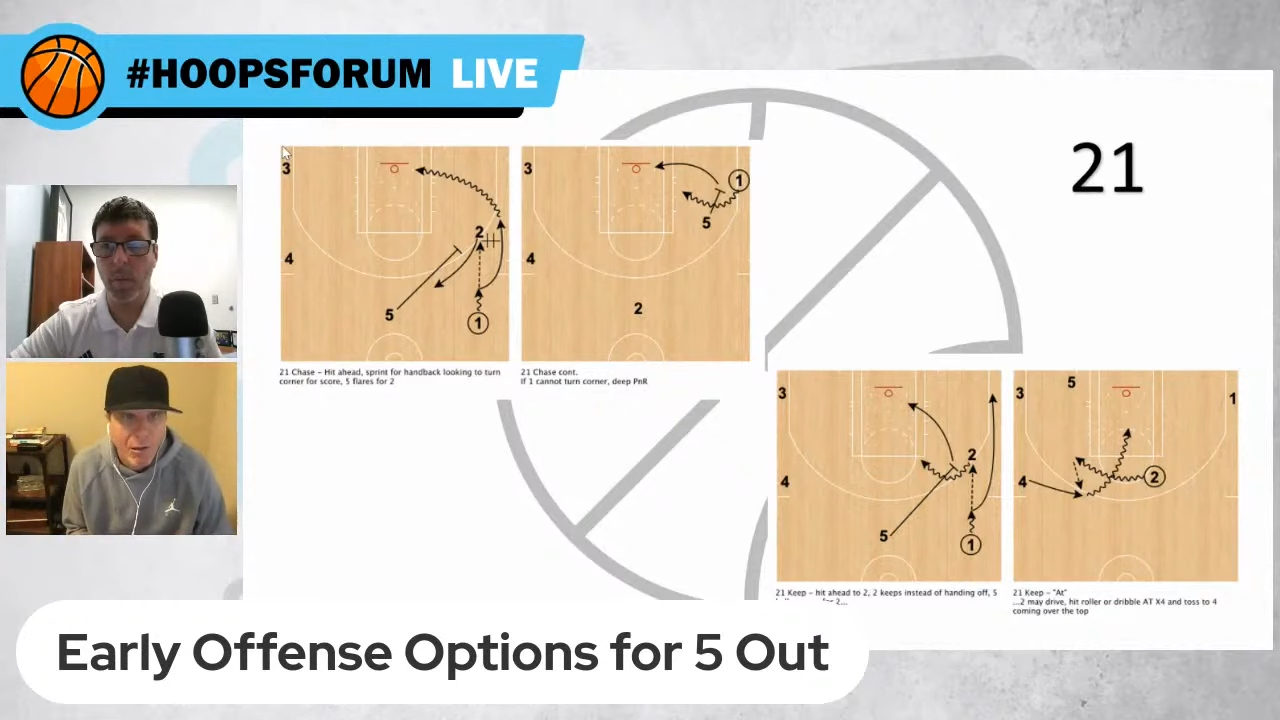 #HOOPSFORUM LIVE
21
3
2
4
5
1
21 Chase - Hit ahead, sprint for handback looking to turn
corner for score, 5 flares for 2
3
1
5
4
2
21 Chase cont.
If 1 cannot turn corner, deep PnR
3
2
4
5
1
21 Keep - hit ahead to 2, 2 keeps instead of handing off, 5
for 2...
5
3
1
2
4
21 Keep - "At"
...2 may drive, hit roller or dribble AT X4 and toss to 4
coming over the top
Early Offense Options for 5 Out